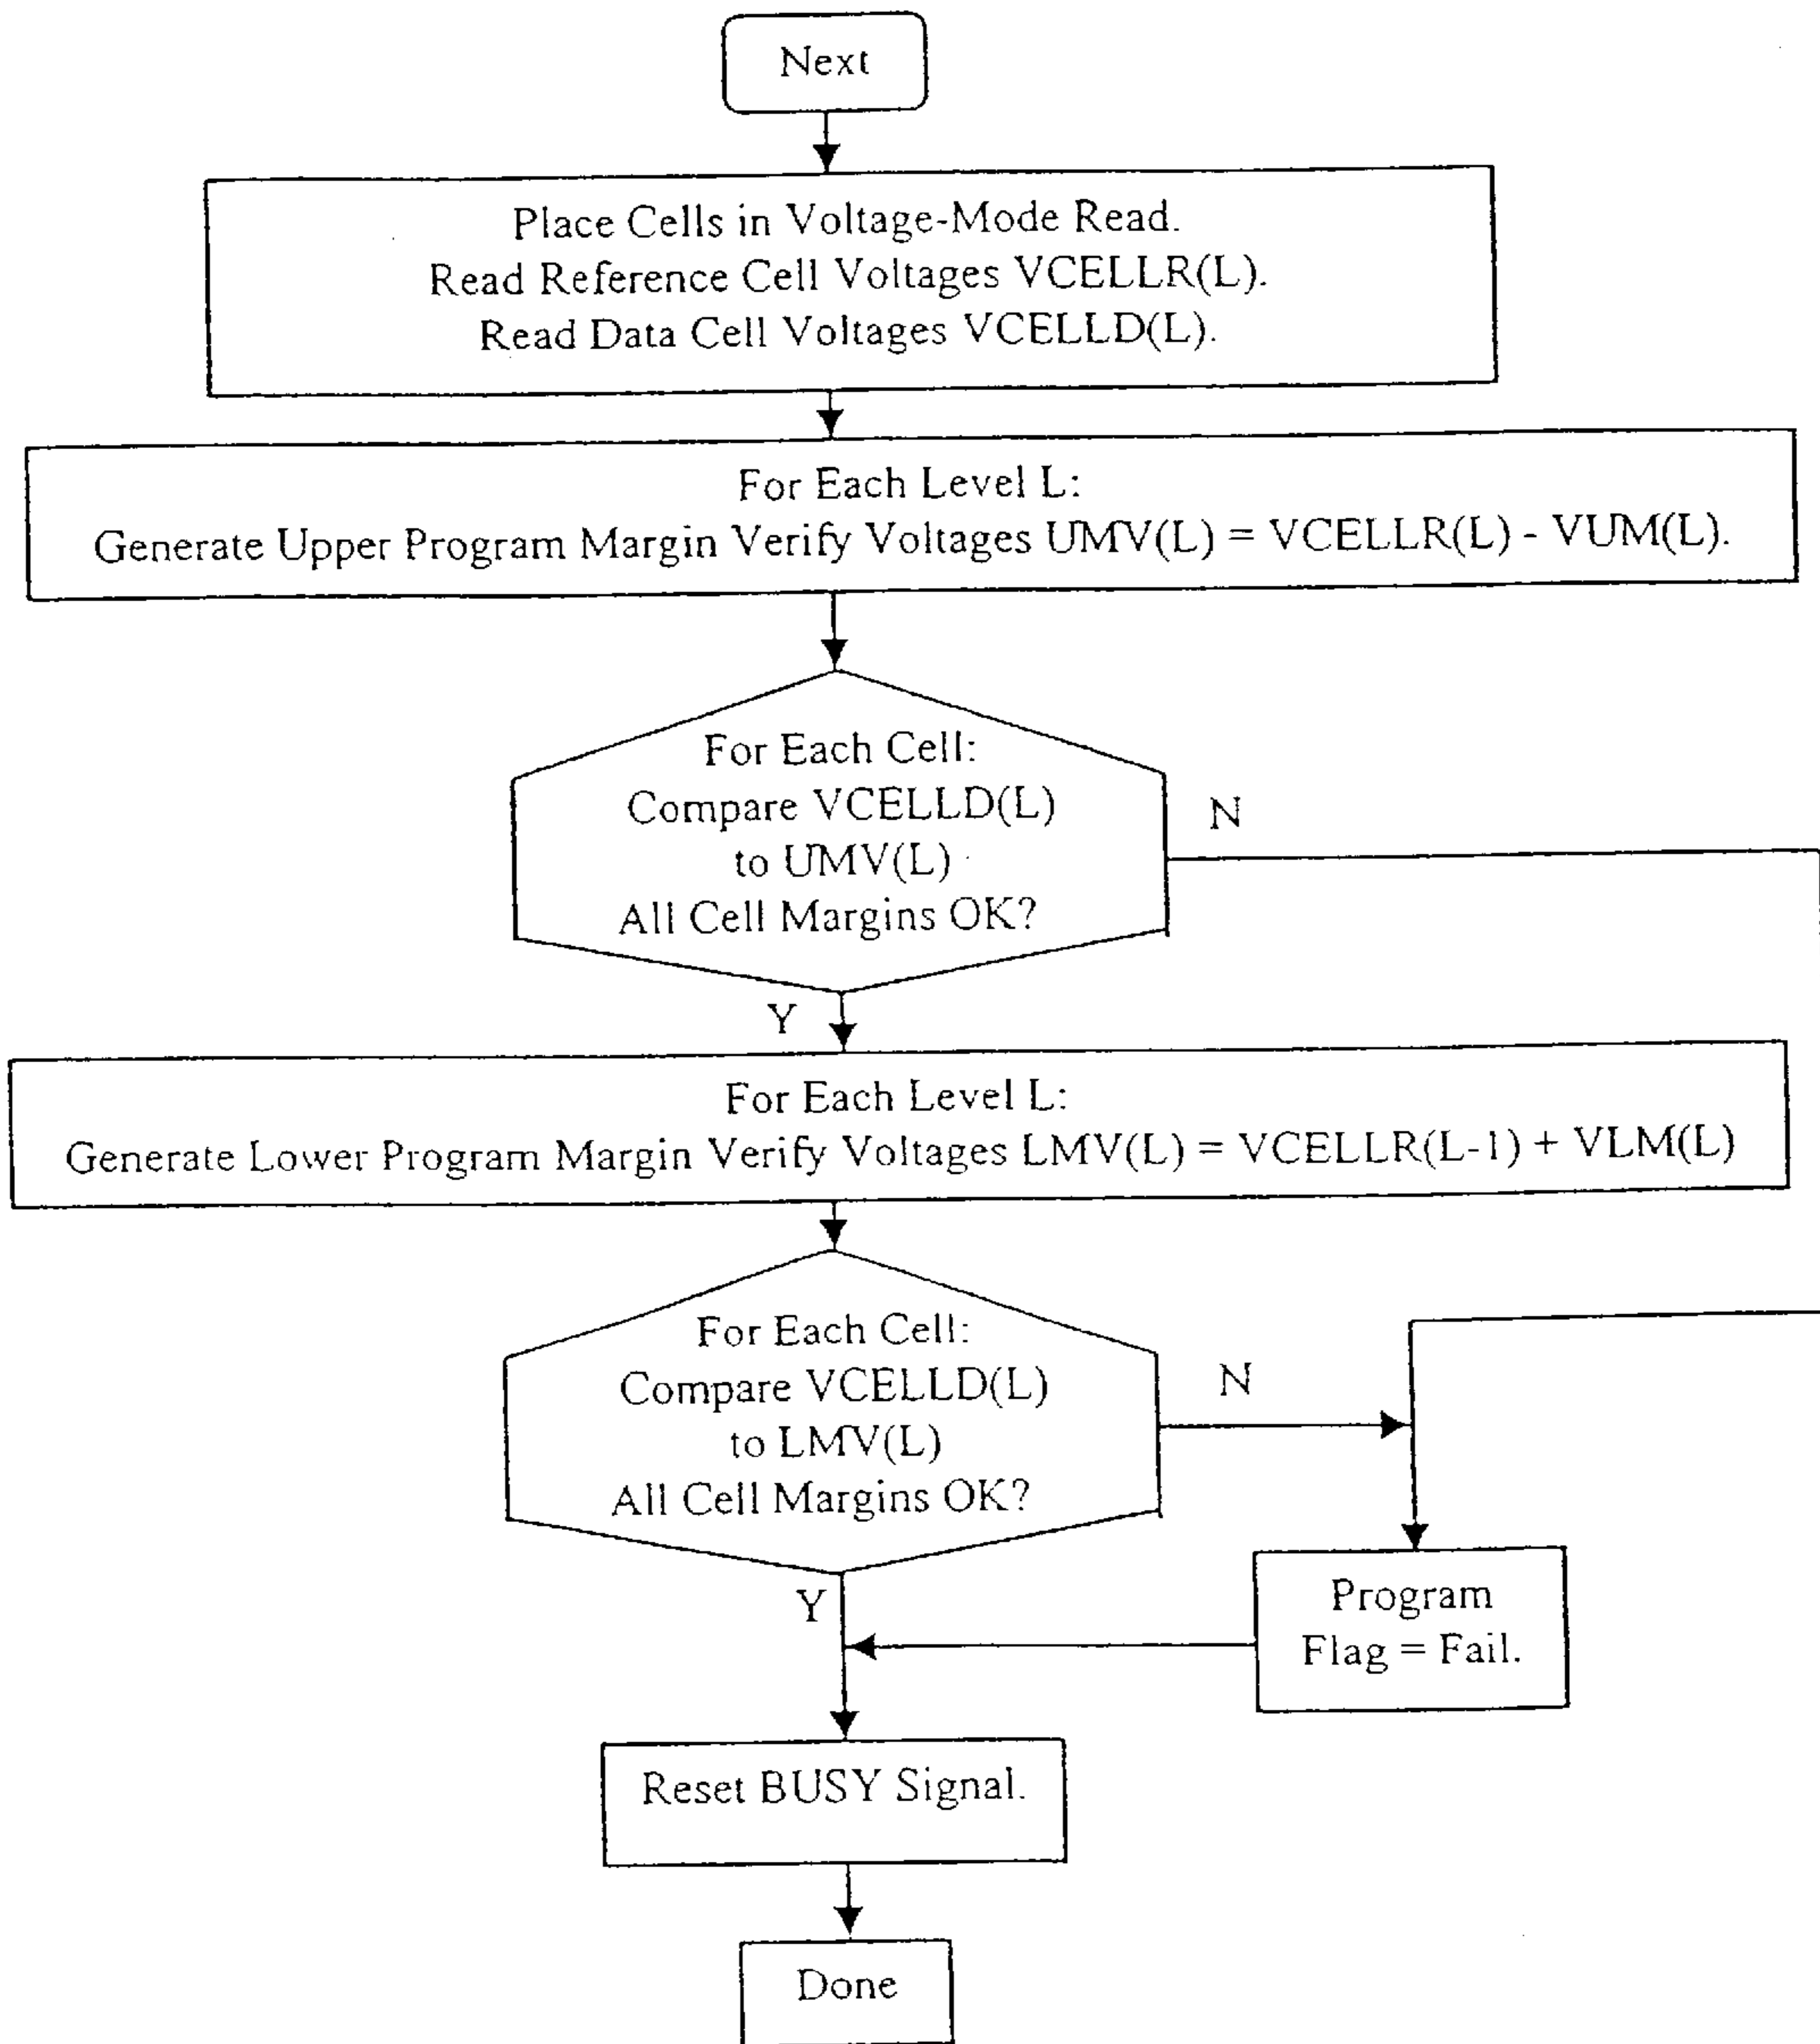 Next
Place Cells in Voltage-Mode Read.
Read Reference Cell Voltages VCELLR(L).
Read Data Cell Voltages VCELLD(L).
For Each Level L:
Generate Upper Program Margin Verify Voltages UMV(L) = VCELLR(L) - VUM(L).
For Each Cell:
Compare VCELLD(L)
to UMV(L)
All Cell Margins OK?
N
Y
For Each Level L:
Generate Lower Program Margin Verify Voltages LMV(L) = VCELLR(L-1) + VLM(L)
For Each Cell:
Compare VCELLD(L)
to LMV(L)
All Cell Margins OK?
N
Y
Program
Flag = Fail.
Reset BUSY Signal.
Done